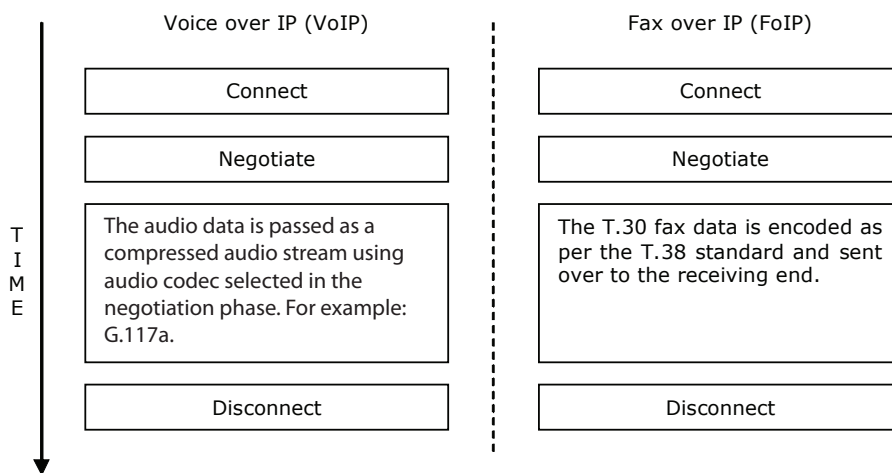 Voice over IP (VoIP)
Fax over IP (FoIP)
T
I
M
E
Connect
Negotiate
The audio data is passed as a
compressed audio stream using
audio codec selected in the
negotiation phase. For example:
G.117a.
Disconnect
Connect
Negotiate
The T.30 fax data is encoded as
per the T.38 standard and sent
over to the receiving end.
Disconnect